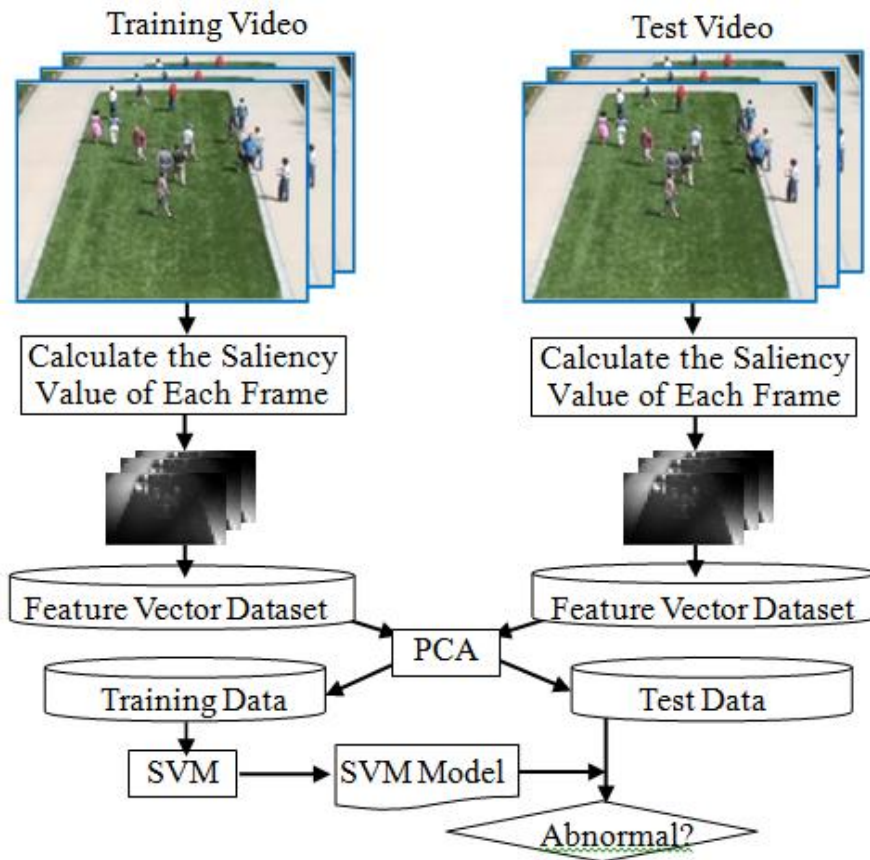 Training Video
Test Video
Calculate the Saliency
Value of Each Frame
Calculate the Saliency
Value of Each Frame
Feature Vector Dataset
Feature Vector Dataset
PCA
Training Data
Test Data
SVM
SVM Model
Abnormal?